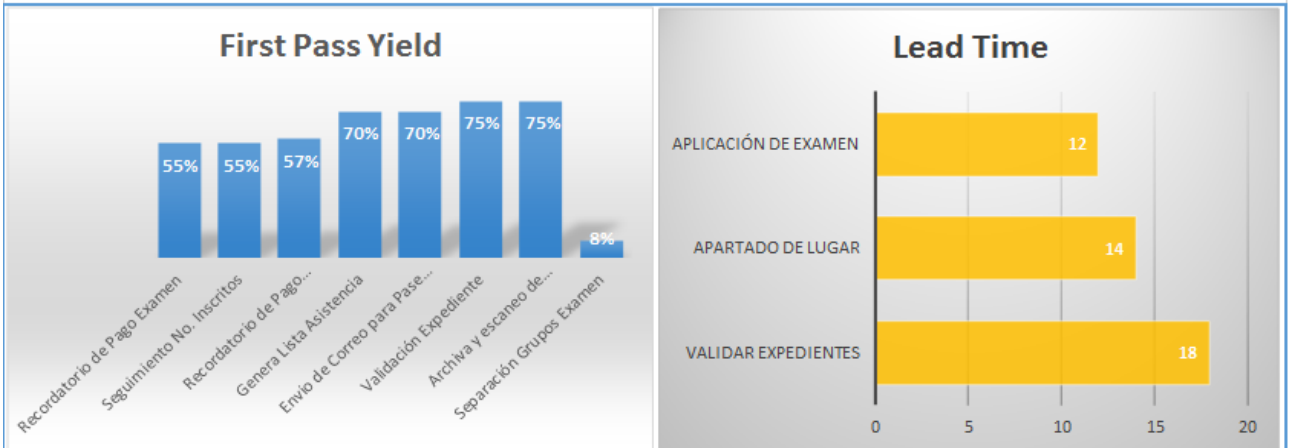 First Pass Yield
55%
55%
57%
70%
70%
75%
75%
8%
Recordatorio de Pago Examen
Seguimiento No. Inscritos
Recordatorio de Pago...
Genera Lista Asistencia
Envio de Correo para Pase...
Validación Expediente
Archiva y escaneo de...
Separación Grupos Examen
Lead Time
APLICACIÓN DE EXAMEN
12
APARTADO DE LUGAR
14
VALIDAR EXPEDIENTES
18
0 5 10 15 20